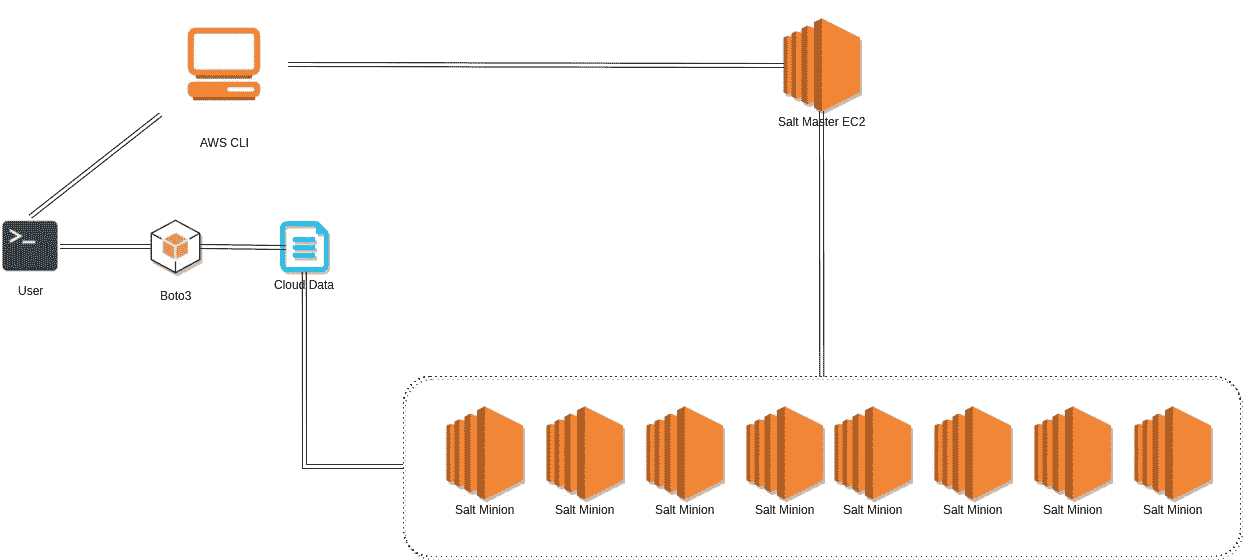 Salt Master EC2
AWS CLI
>_
User
Boto3
Cloud Data
Salt Minion
Salt Minion
Salt Minion
Salt Minion
Salt Minion
Salt Minion
Salt Minion
Salt Minion